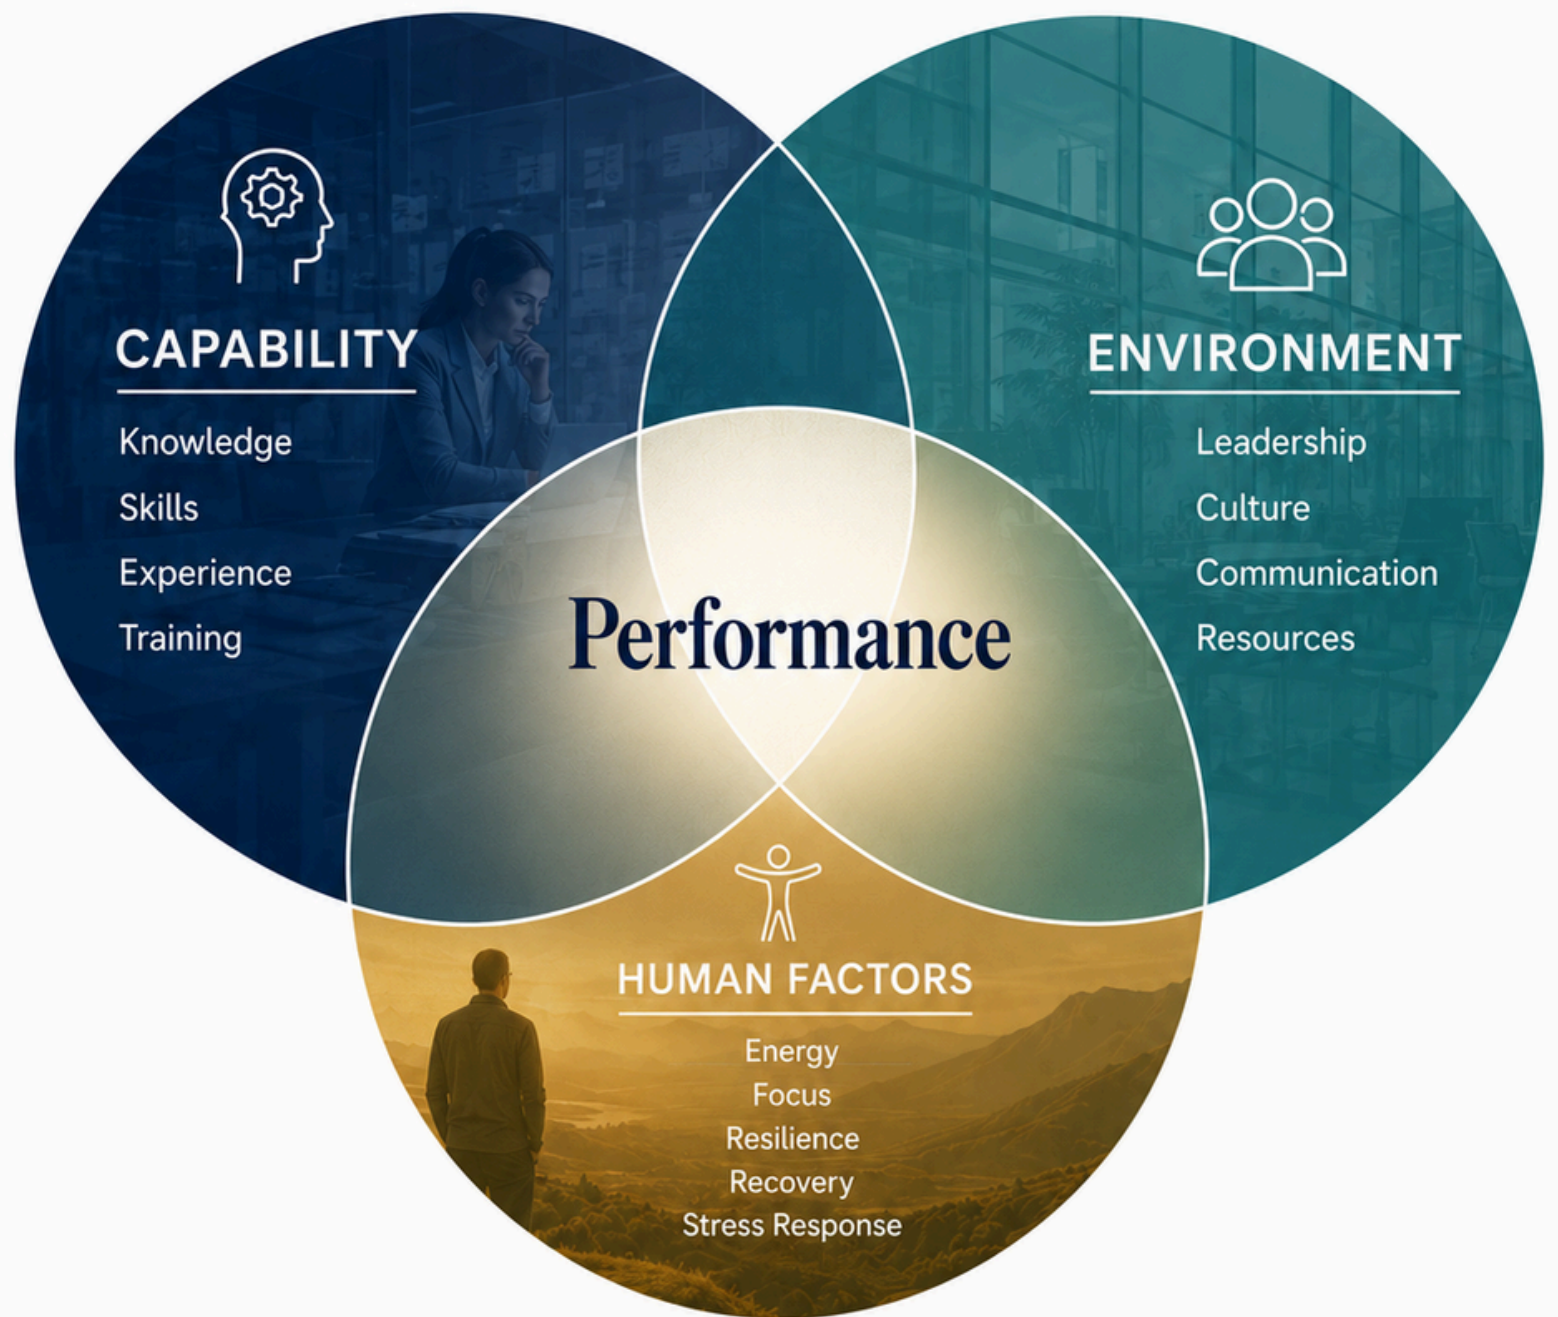 CAPABILITY
Knowledge
Skills
Experience
Training
ENVIRONMENT
Leadership
Culture
Communication
Resources
Performance
HUMAN FACTORS
Energy
Focus
Resilience
Recovery
Stress Response